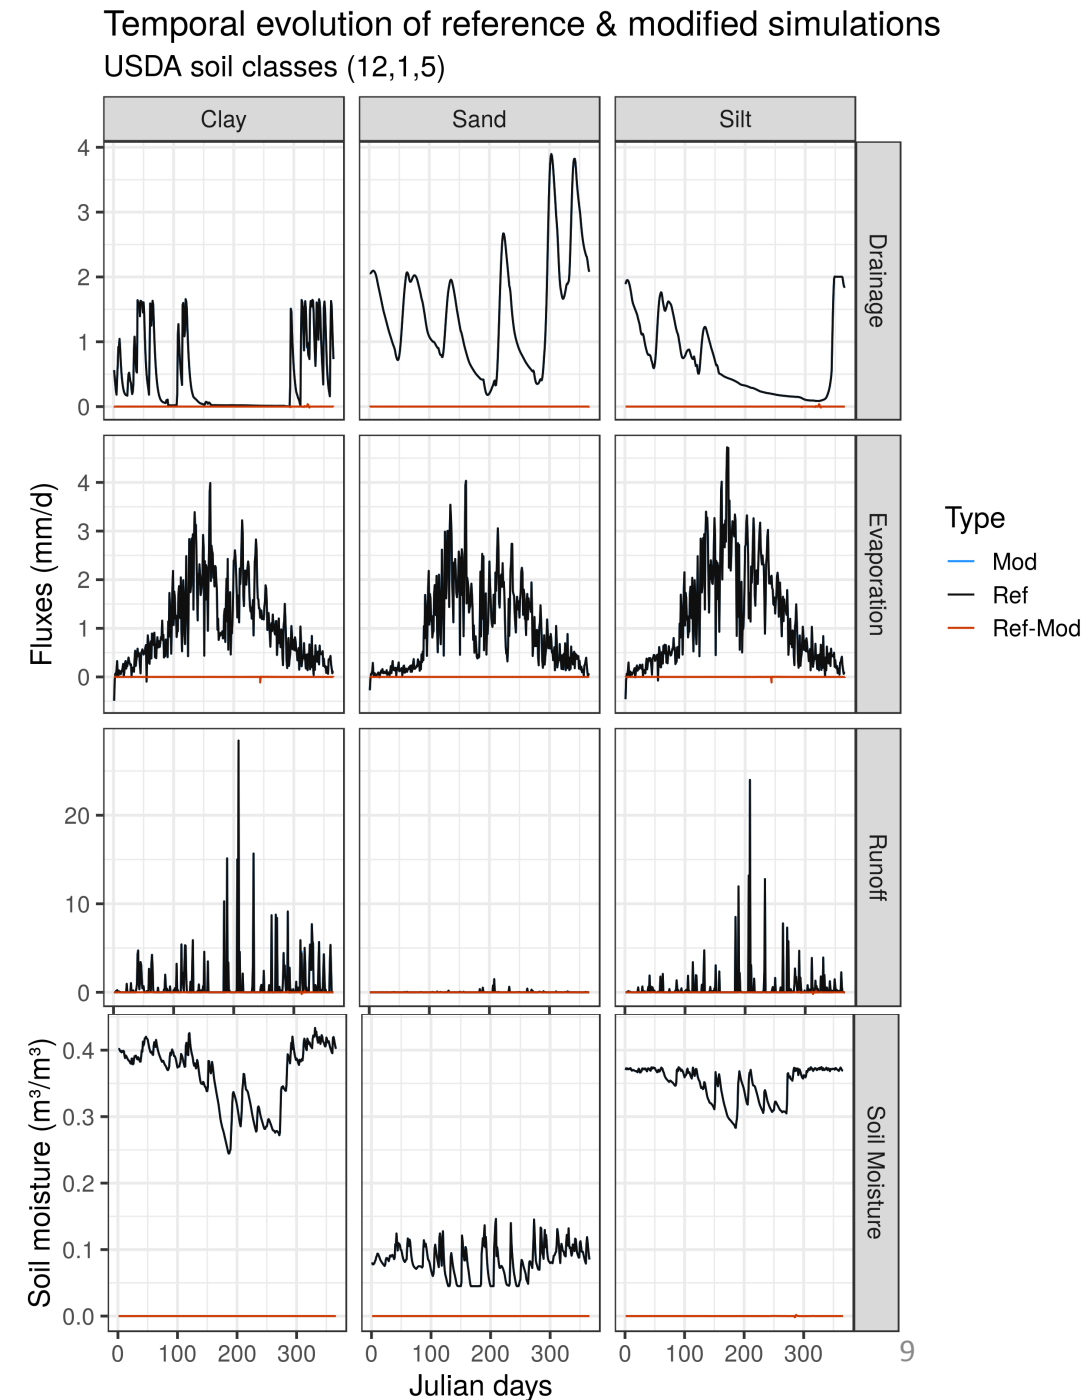 Temporal evolution of reference & modified simulations
USDA soil classes (12,1,5)
Clay
Sand
Silt
4
3
2
1
0
Drainage
4
3
2
1
0
Evaporation
Fluxes (mm/d)
Type
Mod
Ref
Ref-Mod
20
10
0
Runoff
0.4
0.3
0.2
0.1
0.0
Soil moisture (m³/m³)
Soil Moisture
0 100 200 300
0 100 200 300
0 100 200 300
9
Julian days